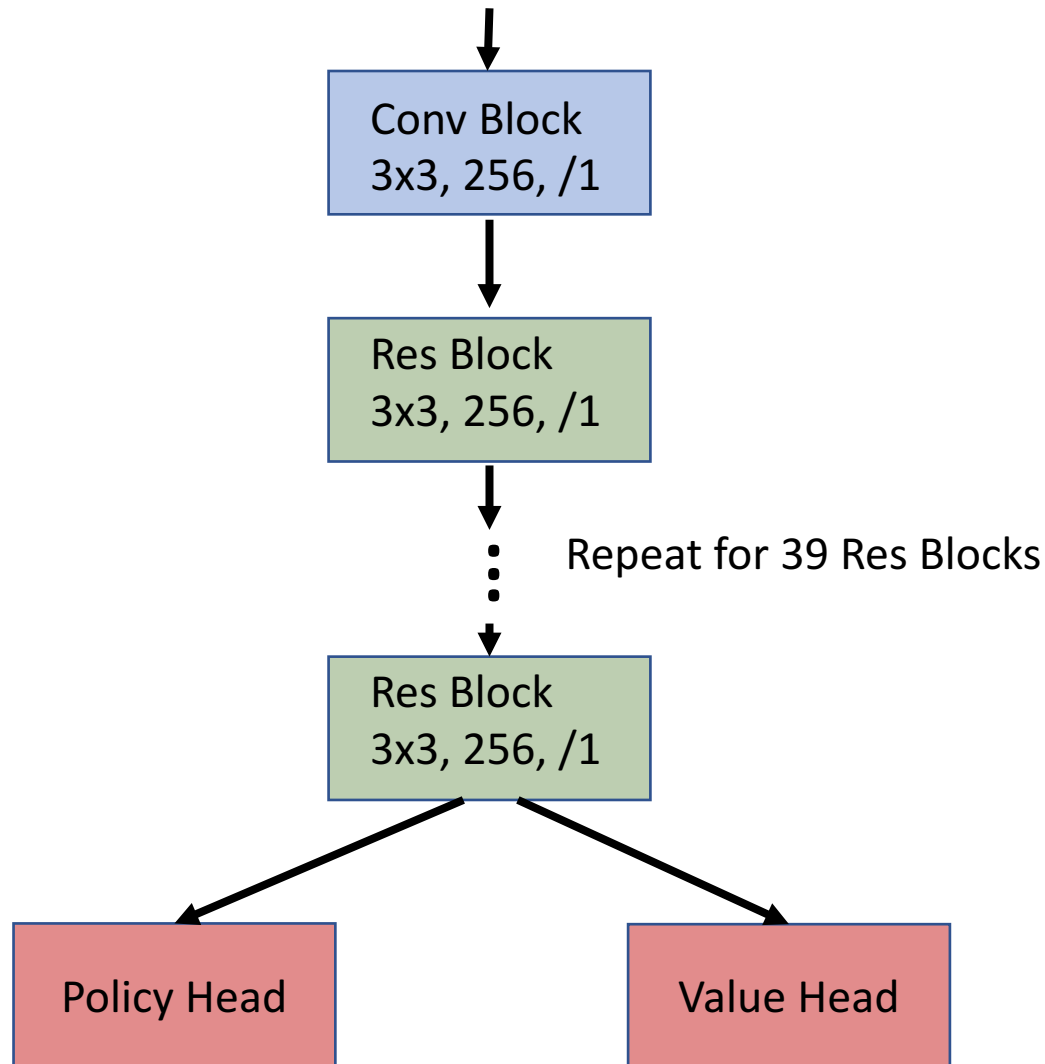 Conv Block
3x3, 256, /1
Res Block
3x3, 256, /1
Repeat for 39 Res Blocks
Res Block
3x3, 256, /1
Policy Head
Value Head